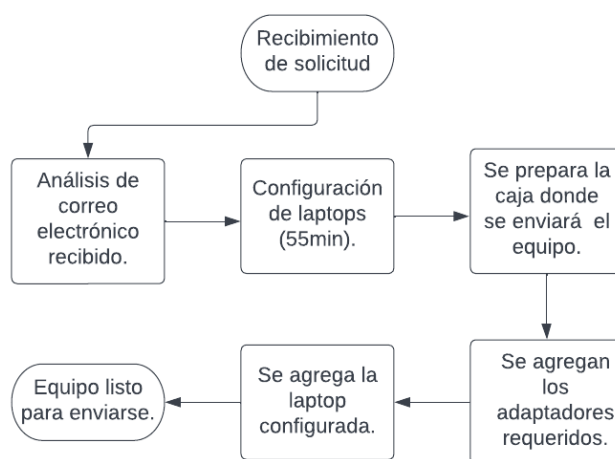 Recibimiento
de solicitud
Análisis de
correo
electrónico
recibido.
Configuración
de laptops
(55min).
Se prepara la
caja donde
se enviará el
equipo.
Se agregan
los
adaptadores
requeridos.
Se agrega la
laptop
configurada.
Equipo listo
para enviarse.